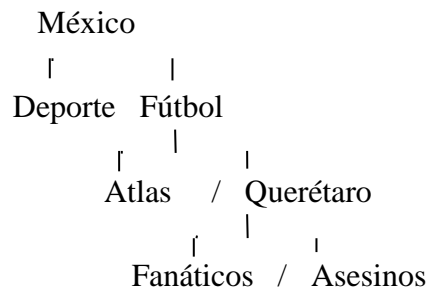 México
Deporte Fútbol
Atlas / Querétaro
Fanáticos / Asesinos